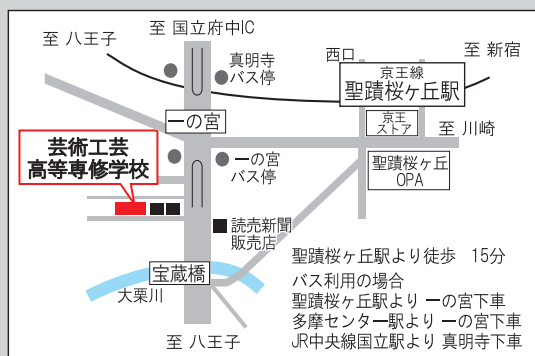 至 国立府中IC
至 八王子
真明寺
バス停
西口
至 新宿
京王線
聖蹟桜ヶ丘駅
一の宮
京王
ストア
至 川崎
芸術工芸
高等専修学校
一の宮
バス停
聖蹟桜ヶ丘
OPA
読売新聞
販売店
宝蔵橋
大栗川
至 八王子
聖蹟桜ヶ丘駅より徒歩 15分
バス利用の場合
聖蹟桜ヶ丘駅より 一の宮下車
多摩センター駅より 一の宮下車
JR中央線国立駅より 真明寺下車